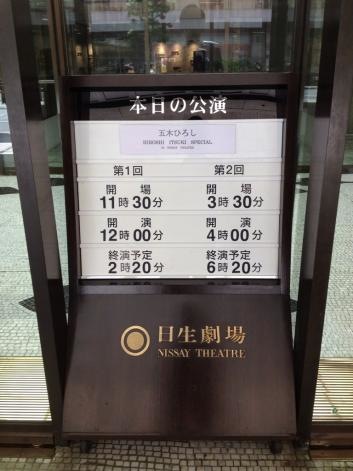 本日の公演
五木ひろし
HIROSHI ITSUKI SPECIAL
IN NISSAY THEATRE
第1回 第2回
開場 開場
11時30分 3時30分
開演 開演
12時00分 4時00分
終演予定 終演予定
2時20分 6時20分
日生劇場
NISSAY THEATRE